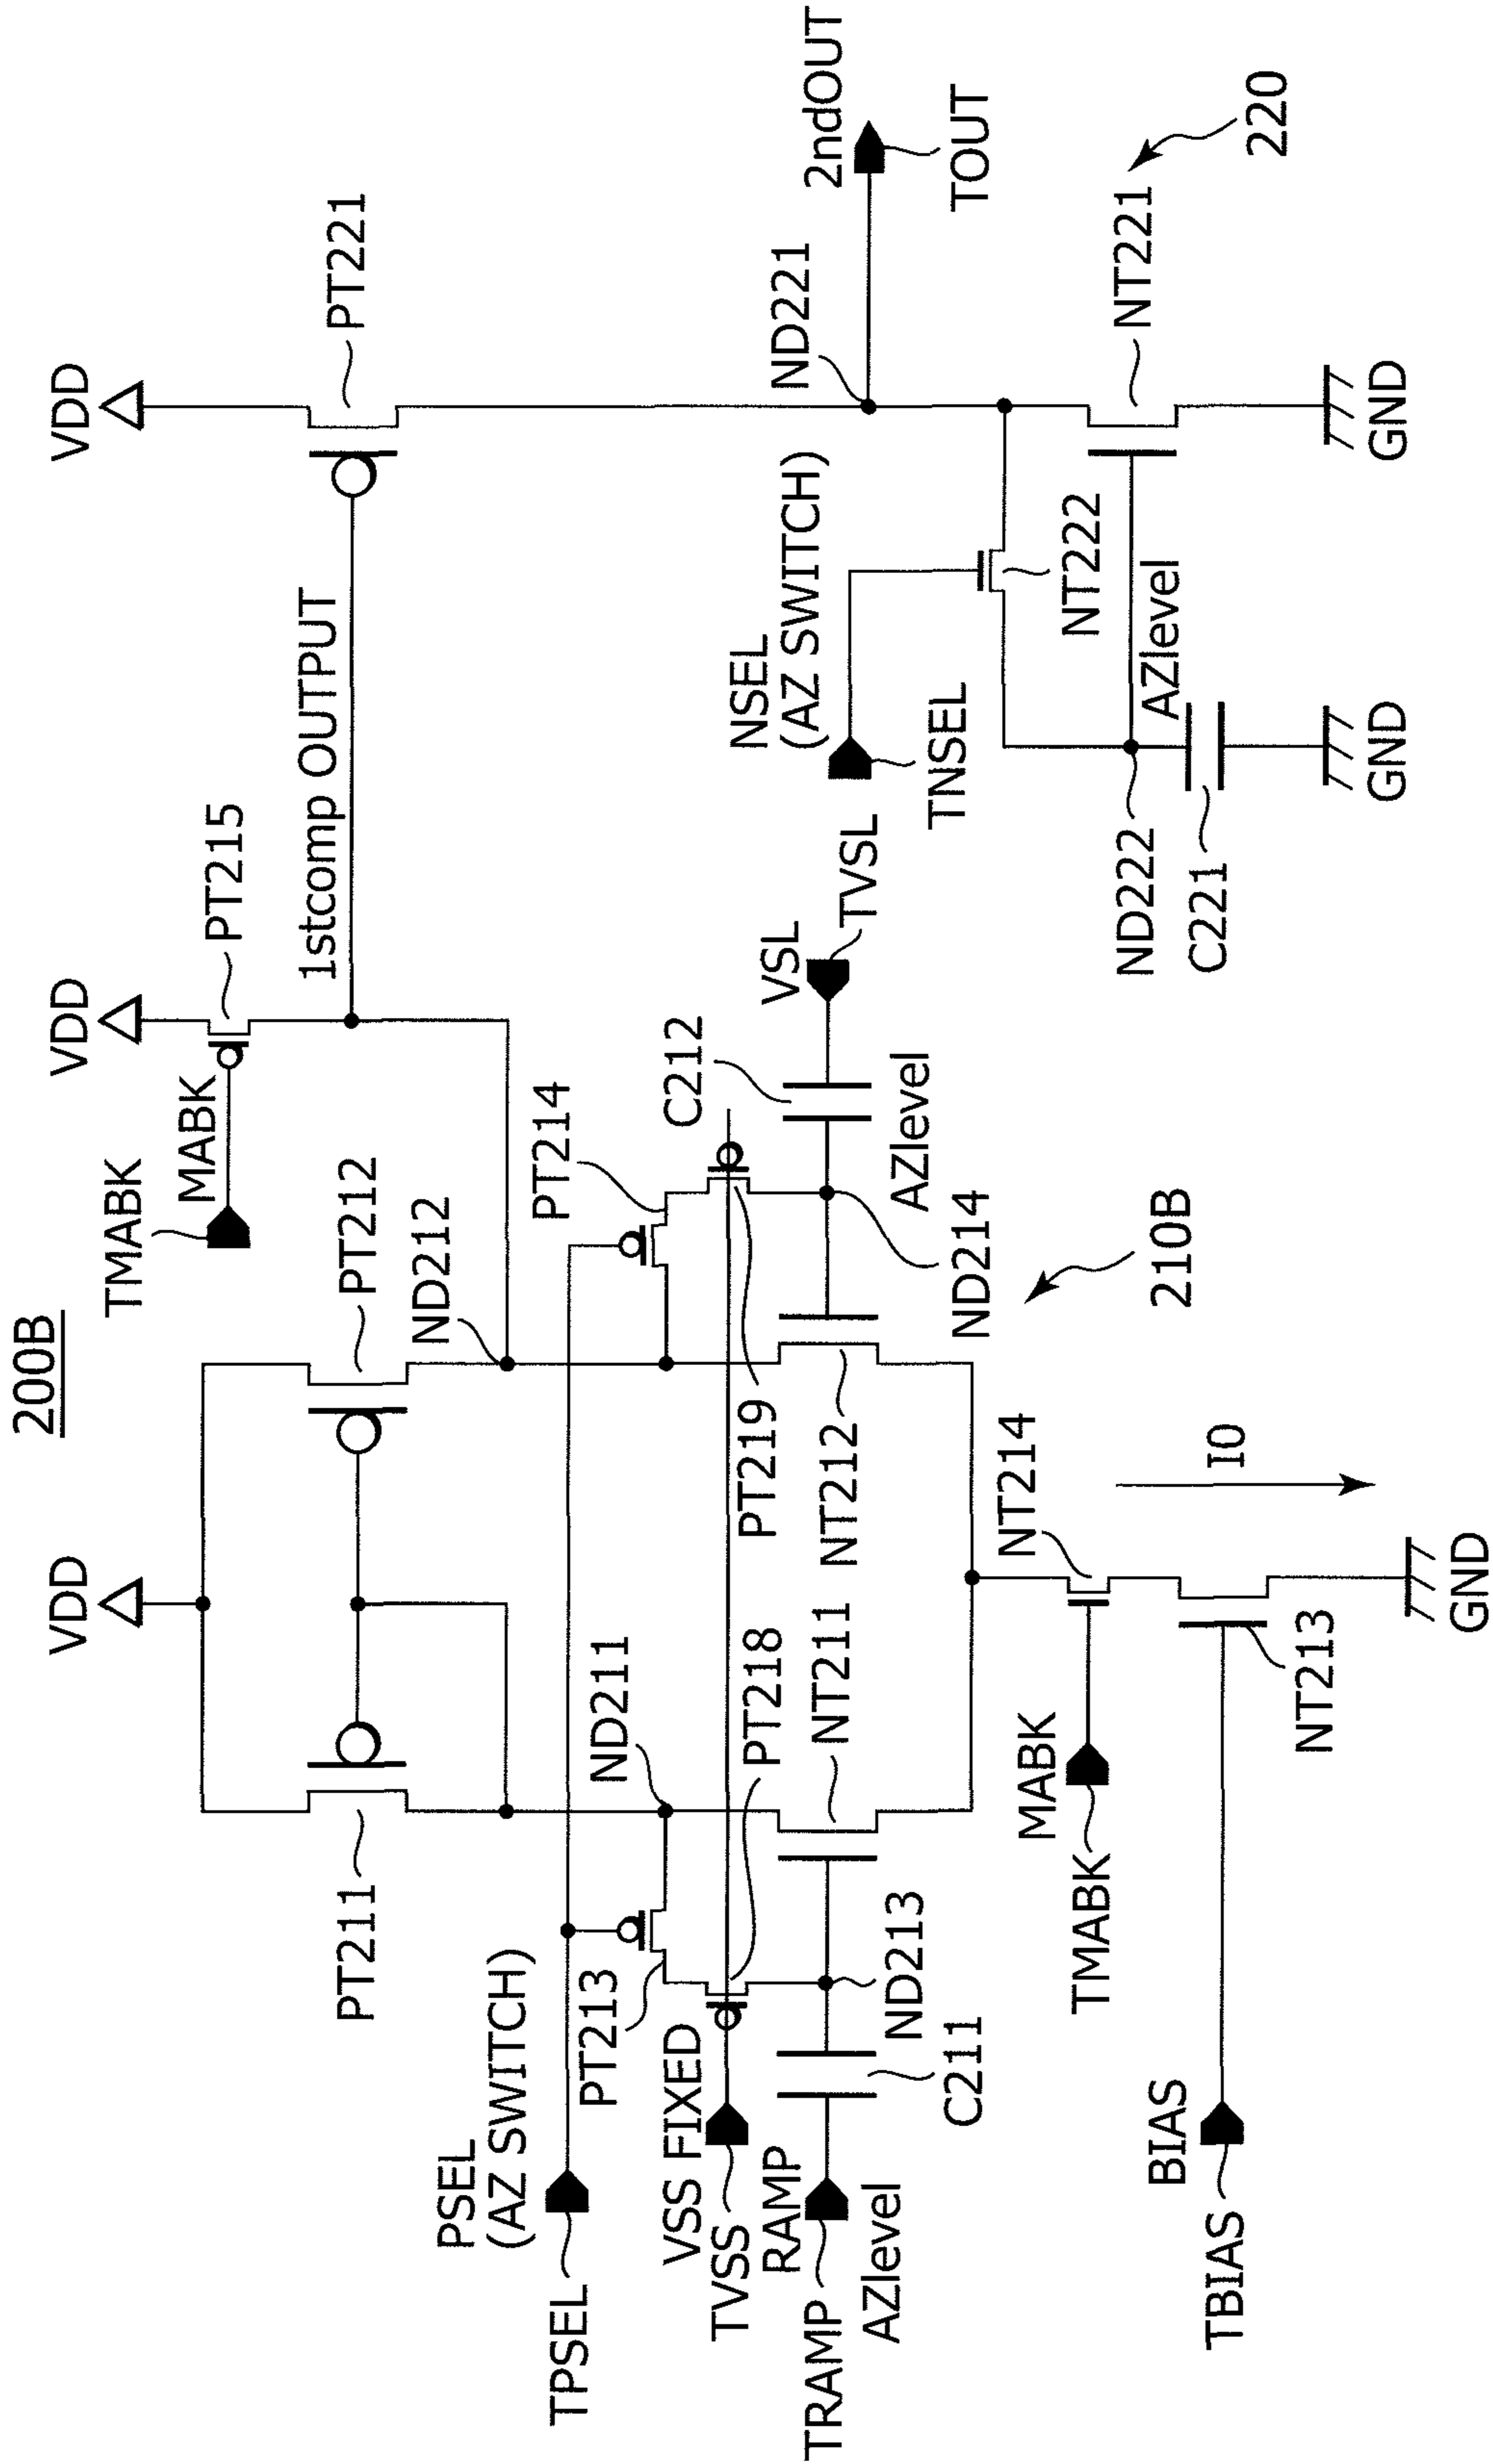 200B
VDD
VDD
VDD
TMABK
MABK
PT215
PT211
PT212
PT221
1stcomp OUTPUT
ND212
PSEL
(AZ SWITCH)
TPSEL
PT213
ND211
PT214
VSS FIXED
TVSS
PT218
PT219
C212
VSL
TVSL
RAMP
TRAMP
AZlevel
C211
ND213
NT211
NT212
AZlevel
ND214
210B
NSEL
(AZ SWITCH)
TNSEL
ND221
2ndOUT
TOUT
NT222
AZlevel
NT221
220
ND222
C221
GND
GND
MABK
TMABK
NT214
I0
BIAS
TBIAS
NT213
GND